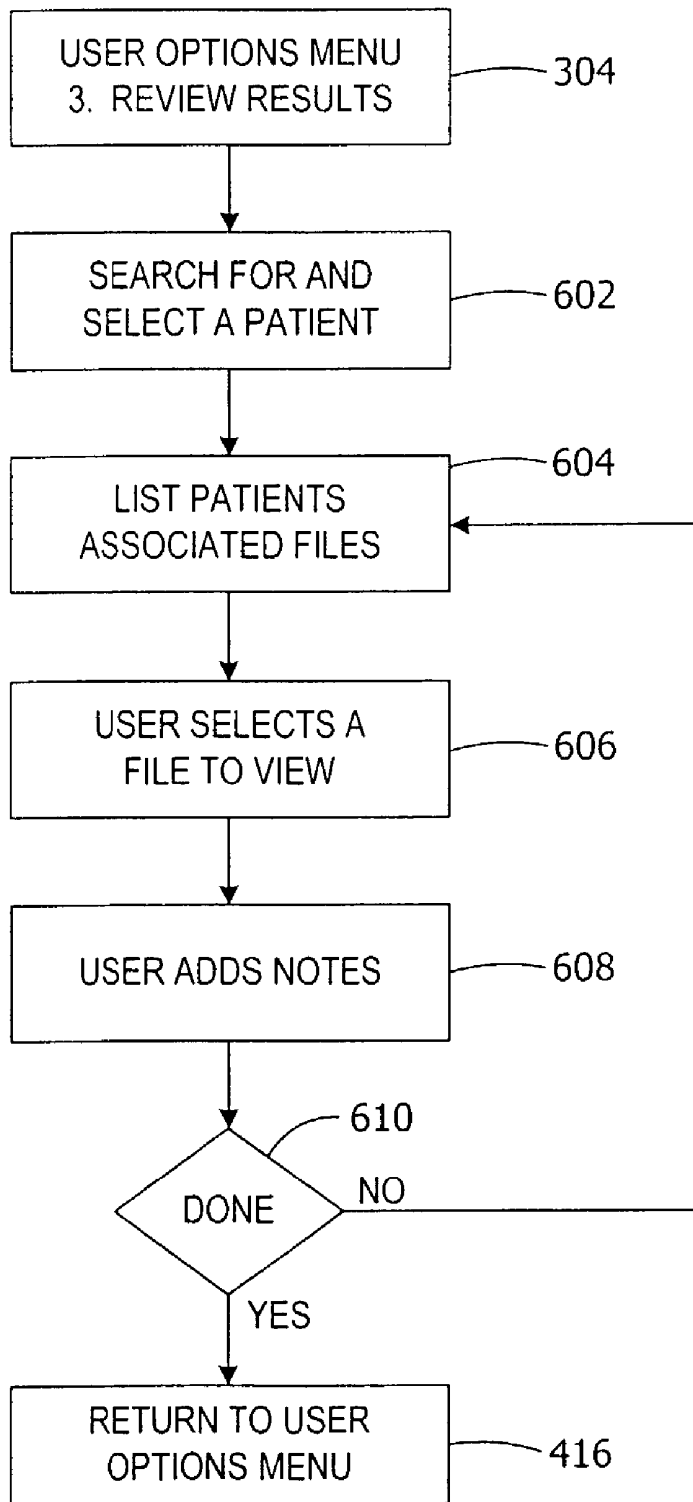 USER OPTIONS MENU
3. REVIEW RESULTS
304
SEARCH FOR AND
SELECT A PATIENT
602
LIST PATIENTS
ASSOCIATED FILES
604
USER SELECTS A
FILE TO VIEW
606
USER ADDS NOTES
608
610
DONE
NO
YES
RETURN TO USER
OPTIONS MENU
416